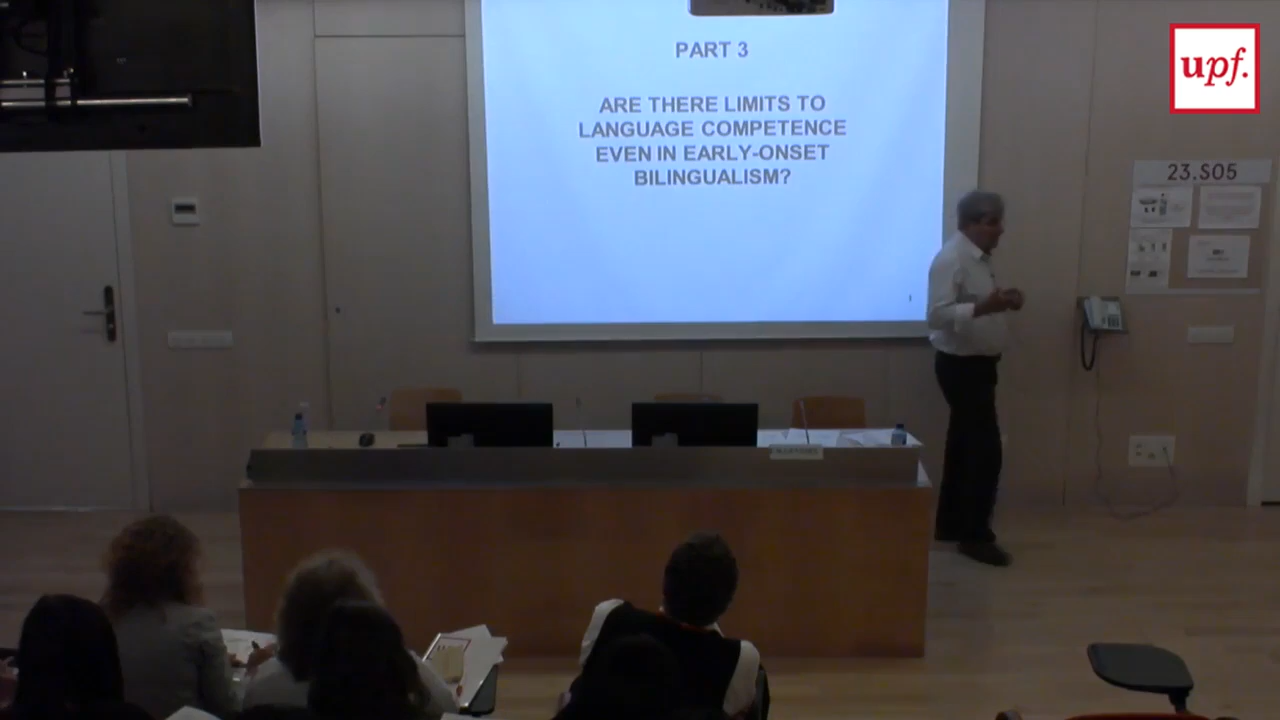 PART 3
ARE THERE LIMITS TO
LANGUAGE COMPETENCE
EVEN IN EARLY-ONSET
BILINGUALISM?
upf.
23.S05